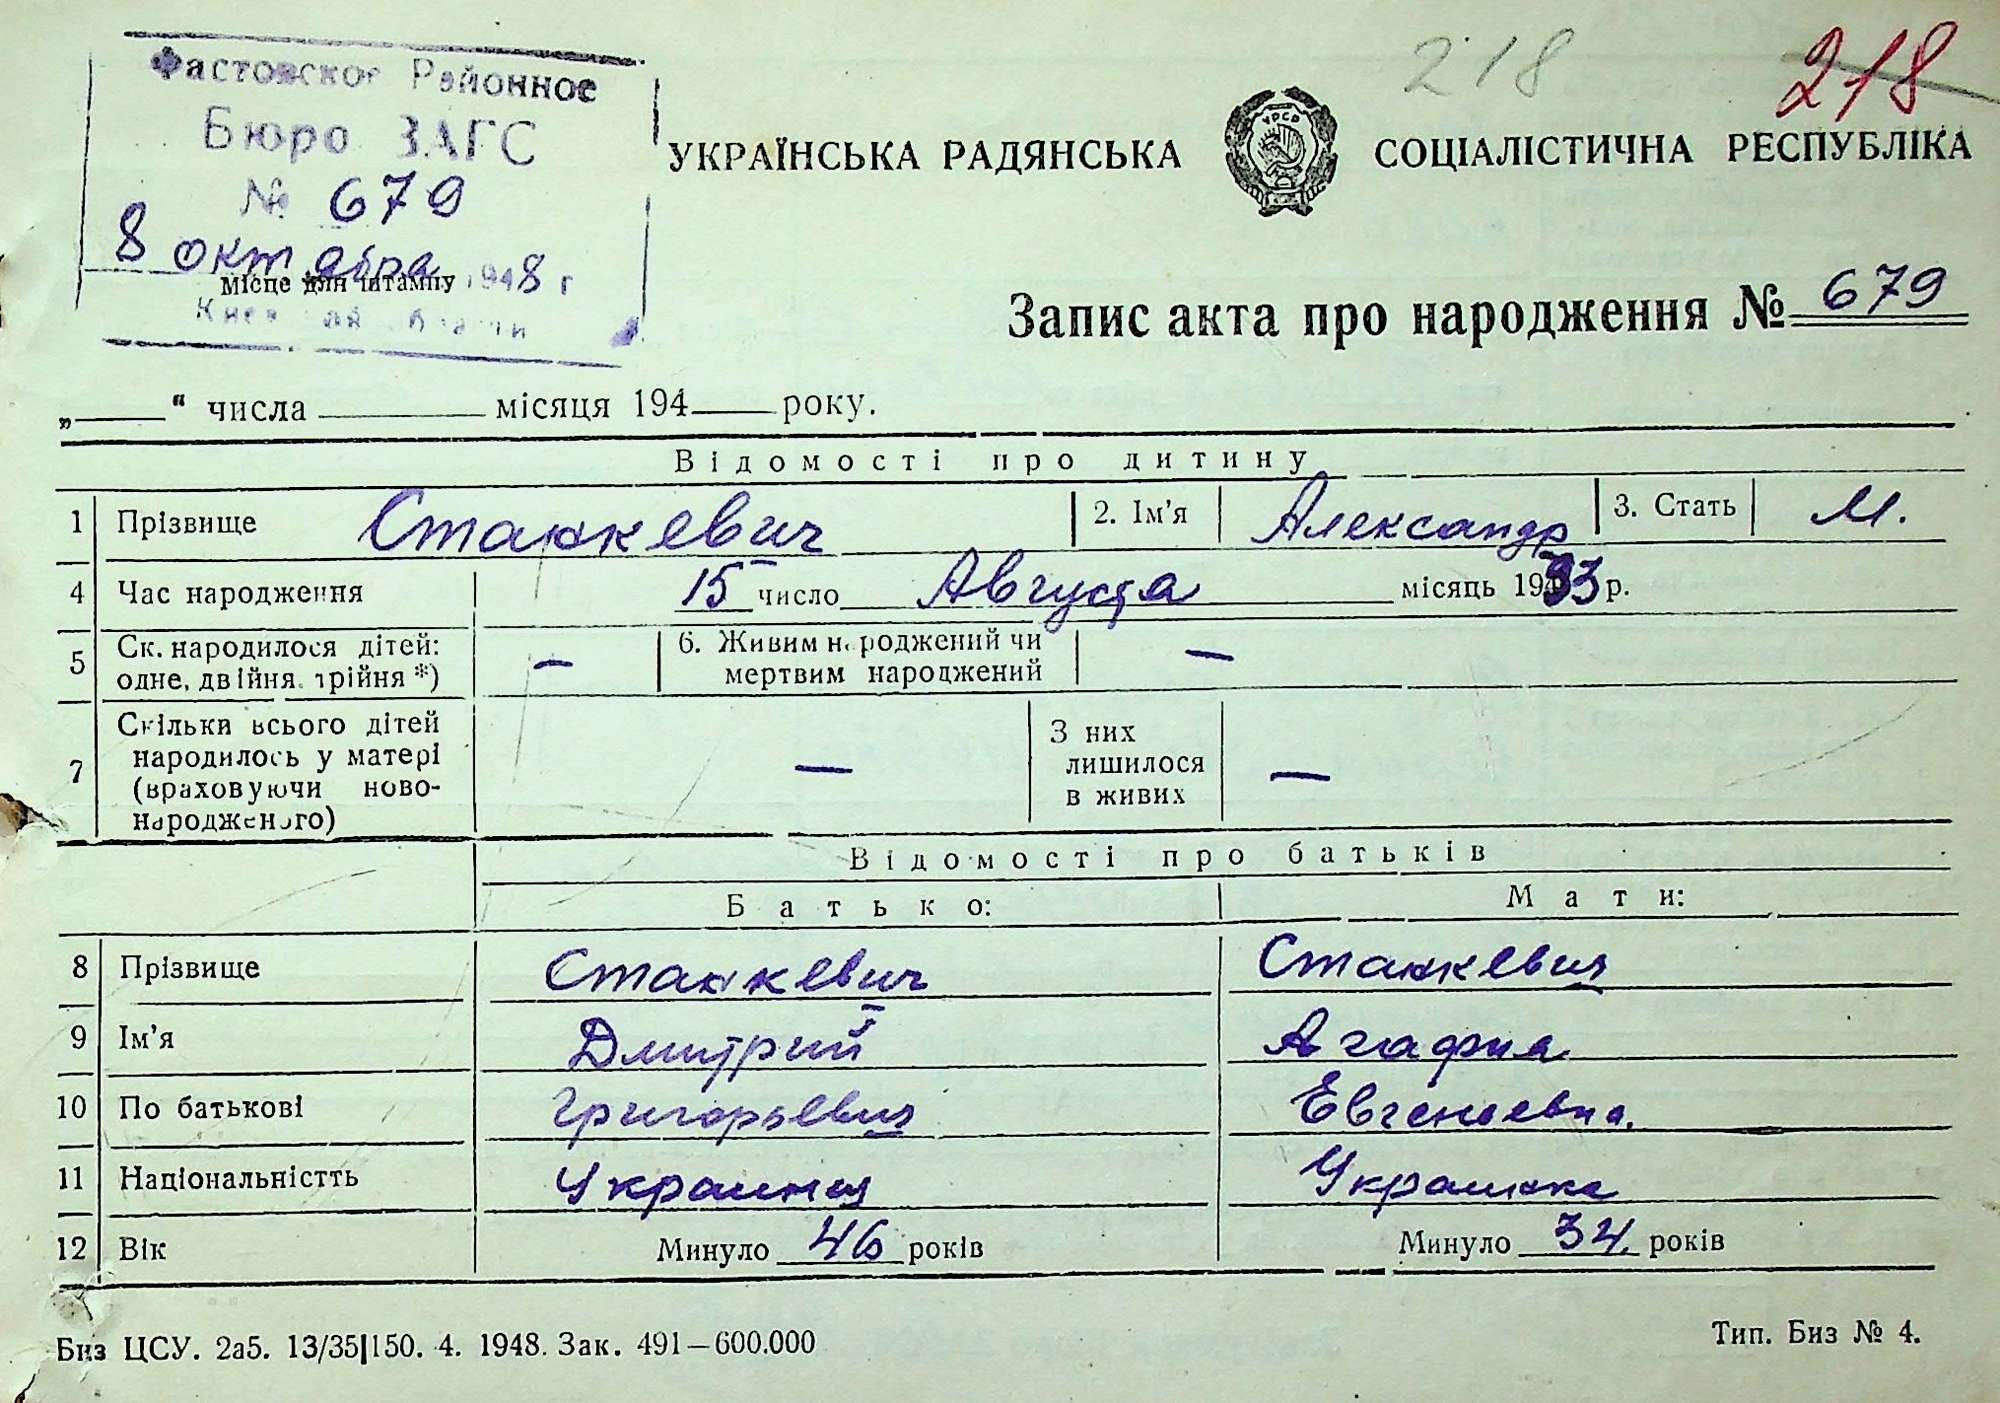 218 218
Фастовское Районное
Бюро ЗАГС
№ 679
8 октября 1948 г
місце для штампу
УКРАЇНСЬКА РАДЯНСЬКА СОЦІАЛІСТИЧНА РЕСПУБЛІКА
УРСР
Запис акта про народження № 679
„ “ числа місяця 194 року.
Відомості про дитину
1 Прізвище Станкевич 2. Ім'я Александр 3. Стать М.
4 Час народження 15 число Августа місяць 1933 р.
5 Ск. народилося дітей: одне, двійня, трійня *) — 6. Живим народжений чи мертвим народжений —
7 Скільки всього дітей народилось у матері (враховуючи ново-народженого) — З них лишилося в живих —
Відомості про батьків
Батько: Мати:
8 Прізвище Станкевич Станкевич
9 Ім'я Дмитрий Агафия
10 По батькові Григорьевич Евгеньевна.
11 Національністть Украинец Украинка
12 Вік Минуло 46 років Минуло 34. років
Биз ЦСУ. 2а5. 13/35|150. 4. 1948. Зак. 491—600.000 Тип. Биз № 4.